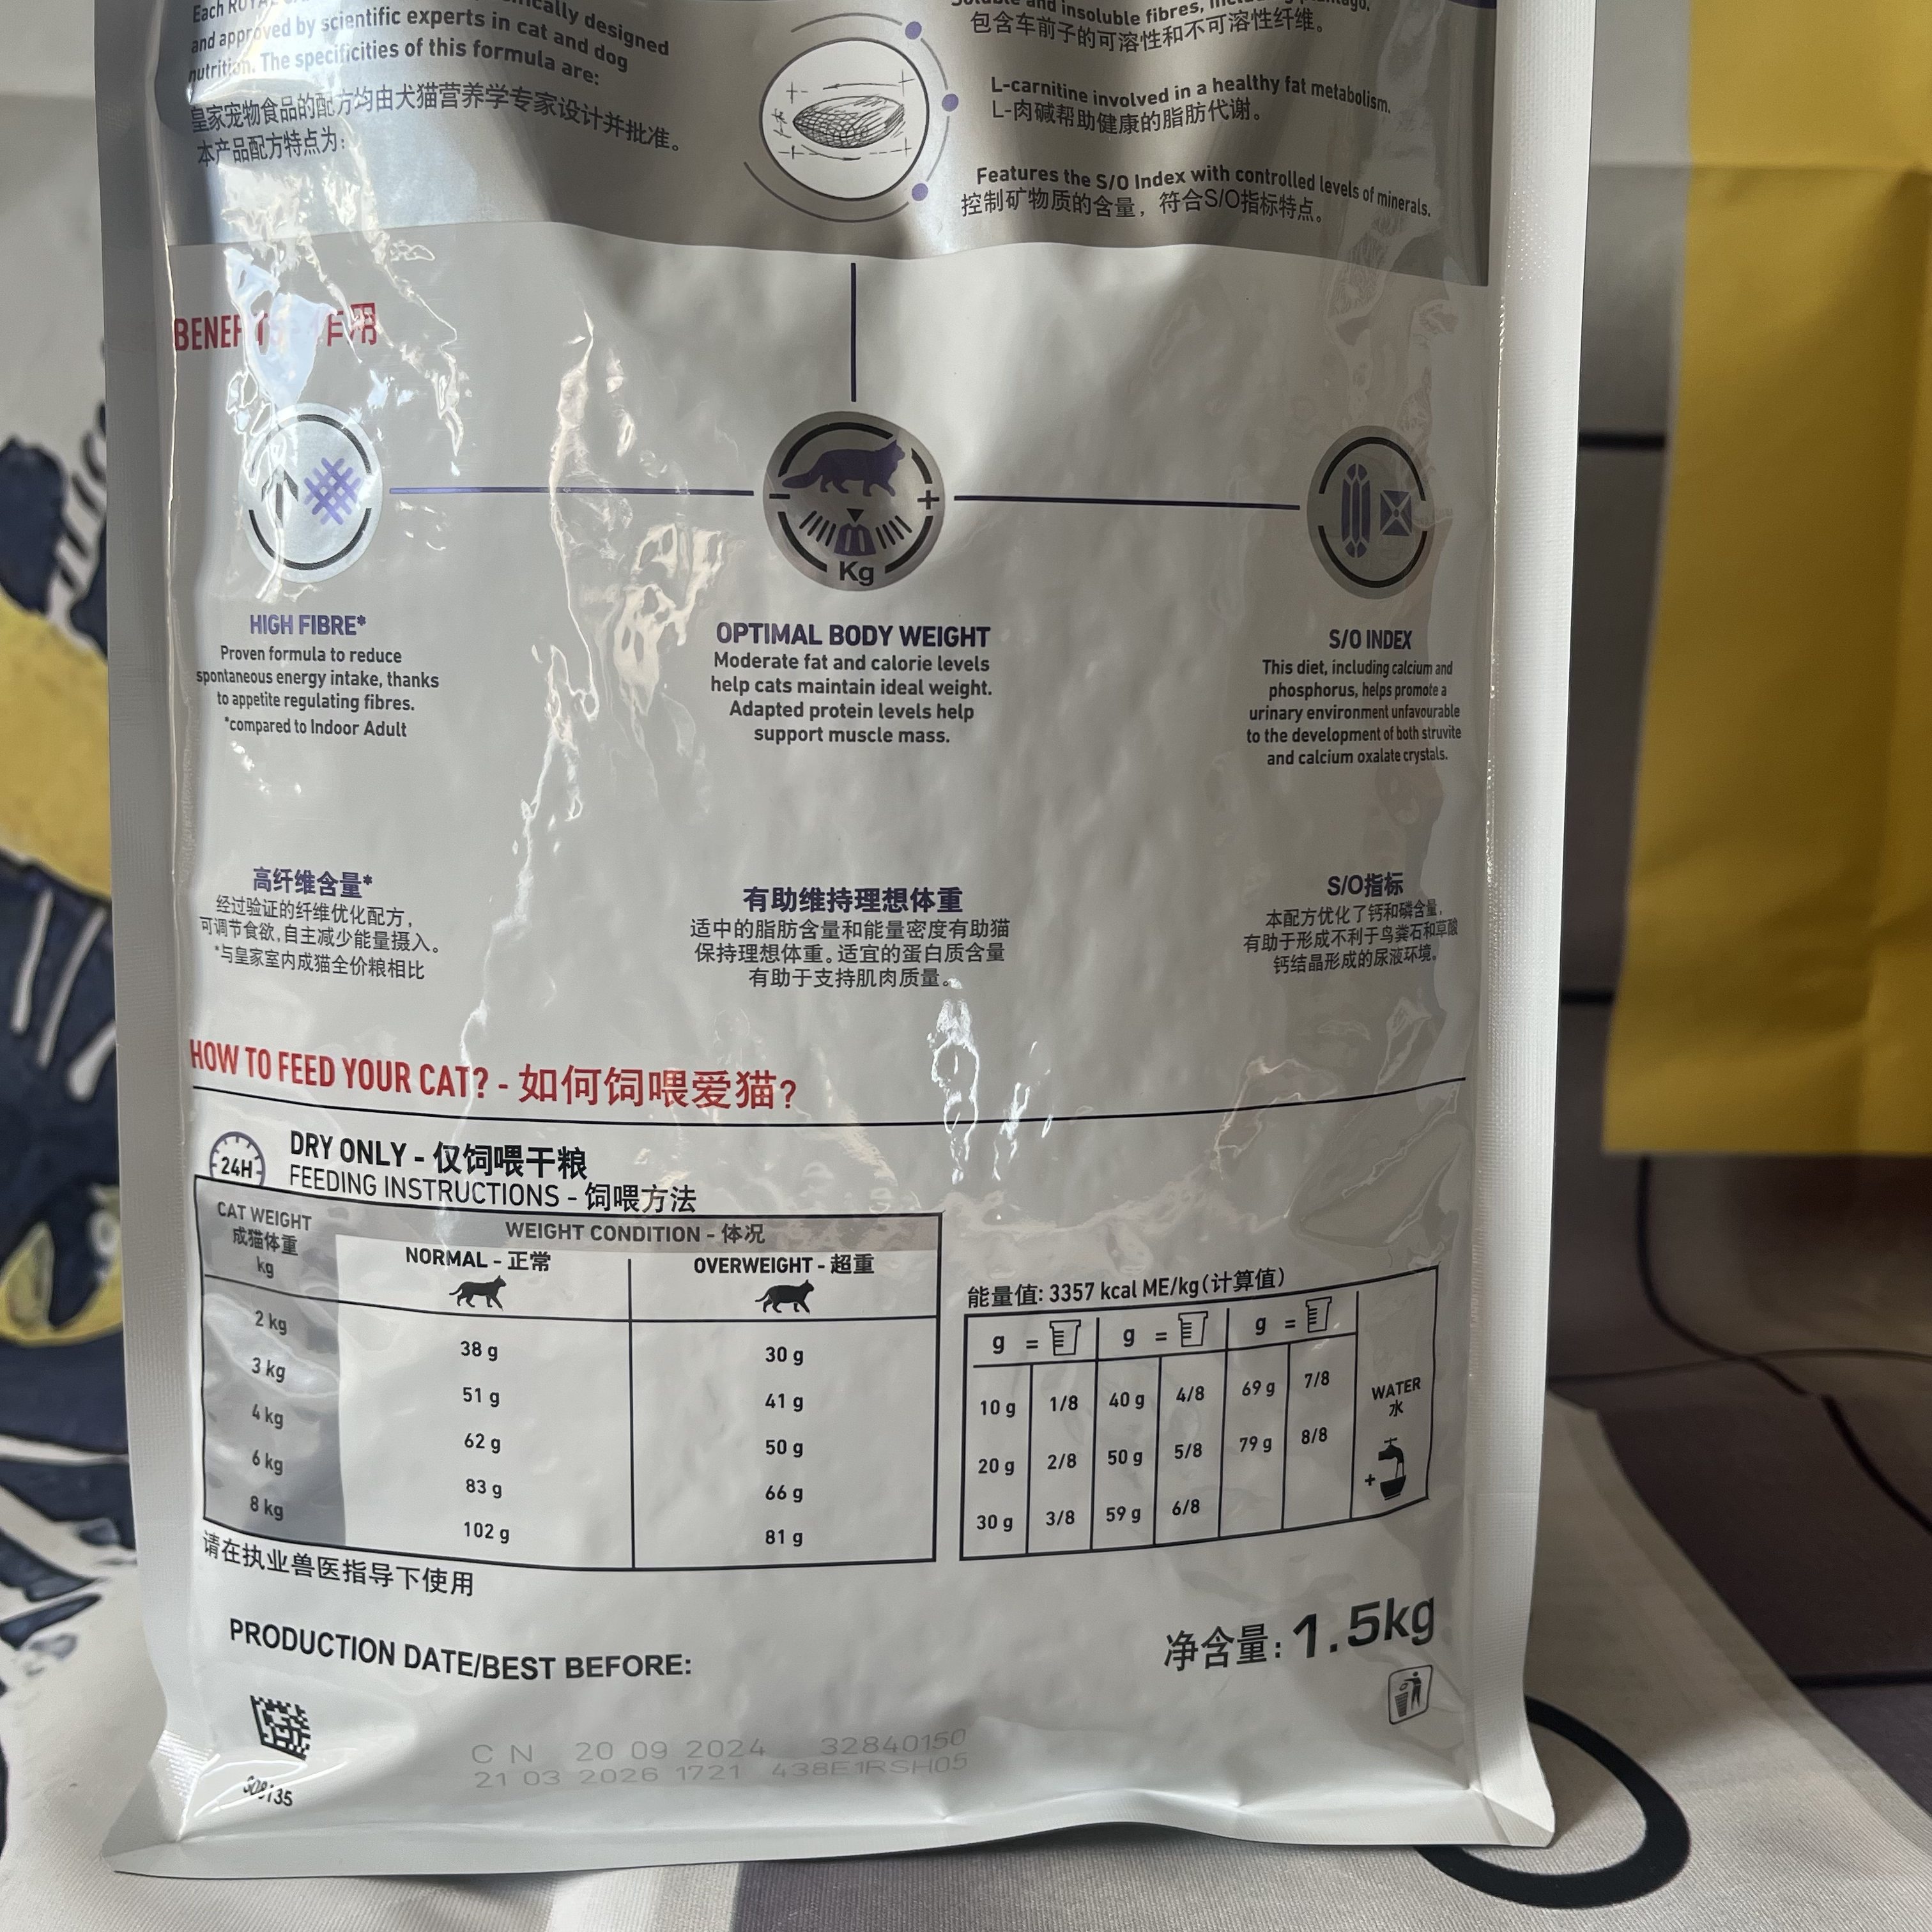 Each ROYAL designed
and approved by scientific experts in cat and dog
nutrition. The specificities of this formula are:
皇家宠物食品的配方均由犬猫营养学专家设计并批准。
本产品配方特点为:
and insoluble fibres,
包含车前子的可溶性和不可溶性纤维。
L-carnitine involved in a healthy fat metabolism.
L-肉碱帮助健康的脂肪代谢。
Features the S/O Index with controlled levels of minerals.
控制矿物质的含量，符合S/O指标特点。
作用
Kg
HIGH FIBRE*
Proven formula to reduce
spontaneous energy intake, thanks
to appetite regulating fibres.
*compared to Indoor Adult
OPTIMAL BODY WEIGHT
Moderate fat and calorie levels
help cats maintain ideal weight.
Adapted protein levels help
support muscle mass.
S/O INDEX
This diet, including calcium and
phosphorus, helps promote a
urinary environment unfavourable
to the development of both struvite
and calcium oxalate crystals.
高纤维含量*
经过验证的纤维优化配方,
可调节食欲,自主减少能量摄入。
*与皇家室内成猫全价粮相比
有助维持理想体重
适中的脂肪含量和能量密度有助猫
保持理想体重。适宜的蛋白质含量
有助于支持肌肉质量。
S/O指标
本配方优化了钙和磷含量,
有助于形成不利于鸟粪石和草酸
钙结晶形成的尿液环境。
HOW TO FEED YOUR CAT? - 如何饲喂爱猫?
24H
DRY ONLY - 仅饲喂干粮
FEEDING INSTRUCTIONS - 饲喂方法
CAT WEIGHT
成猫体重
kg
WEIGHT CONDITION - 体况
NORMAL - 正常
OVERWEIGHT - 超重
2 kg 38 g 30 g
3 kg 51 g 41 g
4 kg 62 g 50 g
6 kg 83 g 66 g
8 kg 102 g 81 g
能量值: 3357 kcal ME/kg(计算值)
g = g = g =
10 g 1/8 40 g 4/8 69 g 7/8
20 g 2/8 50 g 5/8 79 g 8/8
30 g 3/8 59 g 6/8
WATER
水
+
请在执业兽医指导下使用
PRODUCTION DATE/BEST BEFORE:
净含量: 1.5kg
CN 20 09 2024 32840150
21 03 2026 1721 438E1RSH05